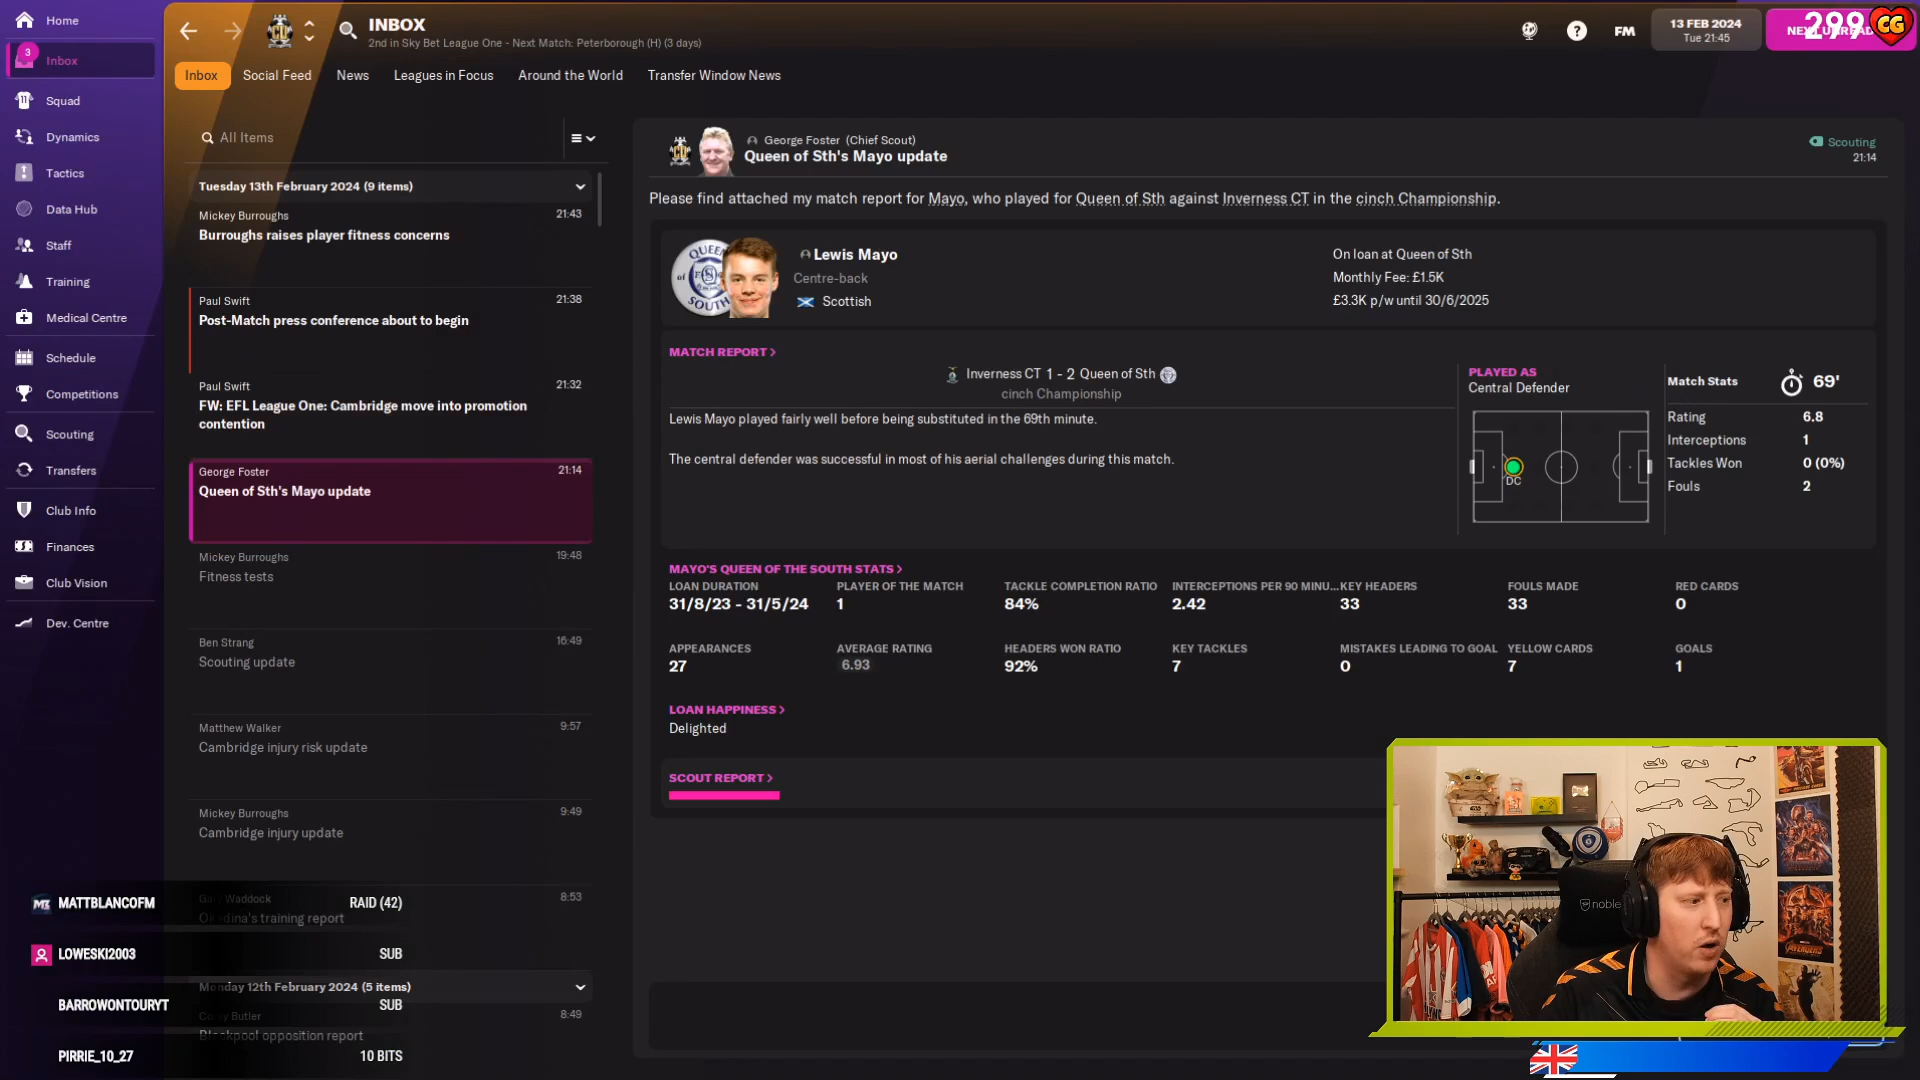 Home
3
Inbox
Squad
Dynamics
Tactics
Data Hub
Staff
Training
Medical Centre
Schedule
Competitions
Scouting
Transfers
Club Info
Finances
Club Vision
Dev. Centre
INBOX
2nd in Sky Bet League One - Next Match: Peterborough (H) (3 days)
FM
13 FEB 2024
Tue 21:45
299
CG
Inbox
Social Feed
News
Leagues in Focus
Around the World
Transfer Window News
All Items
Tuesday 13th February 2024 (9 items)
Mickey Burroughs
21:43
Burroughs raises player fitness concerns
Paul Swift
21:38
Post-Match press conference about to begin
Paul Swift
21:32
FW: EFL League One: Cambridge move into promotion
contention
George Foster
21:14
Queen of Sth's Mayo update
Mickey Burroughs
19:48
Fitness tests
Ben Strang
16:49
Scouting update
Matthew Walker
9:57
Cambridge injury risk update
Mickey Burroughs
9:49
Cambridge injury update
Waddock
8:53
training report
Monday 12th February 2024 (5 items)
Butler
8:49
Blackpool opposition report
MATTBLANCOFM
RAID (42)
LOWESKI2003
SUB
BARROWONTOURYT
SUB
PIRRIE_10_27
10 BITS
George Foster (Chief Scout)
Queen of Sth's Mayo update
Scouting
21:14
Please find attached my match report for Mayo, who played for Queen of Sth against Inverness CT in the cinch Championship.
Lewis Mayo
Centre-back
Scottish
On loan at Queen of Sth
Monthly Fee: £1.5K
£3.3K p/w until 30/6/2025
MATCH REPORT >
Inverness CT 1 - 2 Queen of Sth
cinch Championship
Lewis Mayo played fairly well before being substituted in the 69th minute.
The central defender was successful in most of his aerial challenges during this match.
PLAYED AS
Central Defender
DC
Match Stats
69'
Rating
6.8
Interceptions
1
Tackles Won
0 (0%)
Fouls
2
MAYO'S QUEEN OF THE SOUTH STATS >
LOAN DURATION
31/8/23 - 31/5/24
PLAYER OF THE MATCH
1
TACKLE COMPLETION RATIO
84%
INTERCEPTIONS PER 90 MINU...
2.42
KEY HEADERS
33
FOULS MADE
33
RED CARDS
0
APPEARANCES
27
AVERAGE RATING
6.93
HEADERS WON RATIO
92%
KEY TACKLES
7
MISTAKES LEADING TO GOAL
0
YELLOW CARDS
7
GOALS
1
LOAN HAPPINESS >
Delighted
SCOUT REPORT >
noble